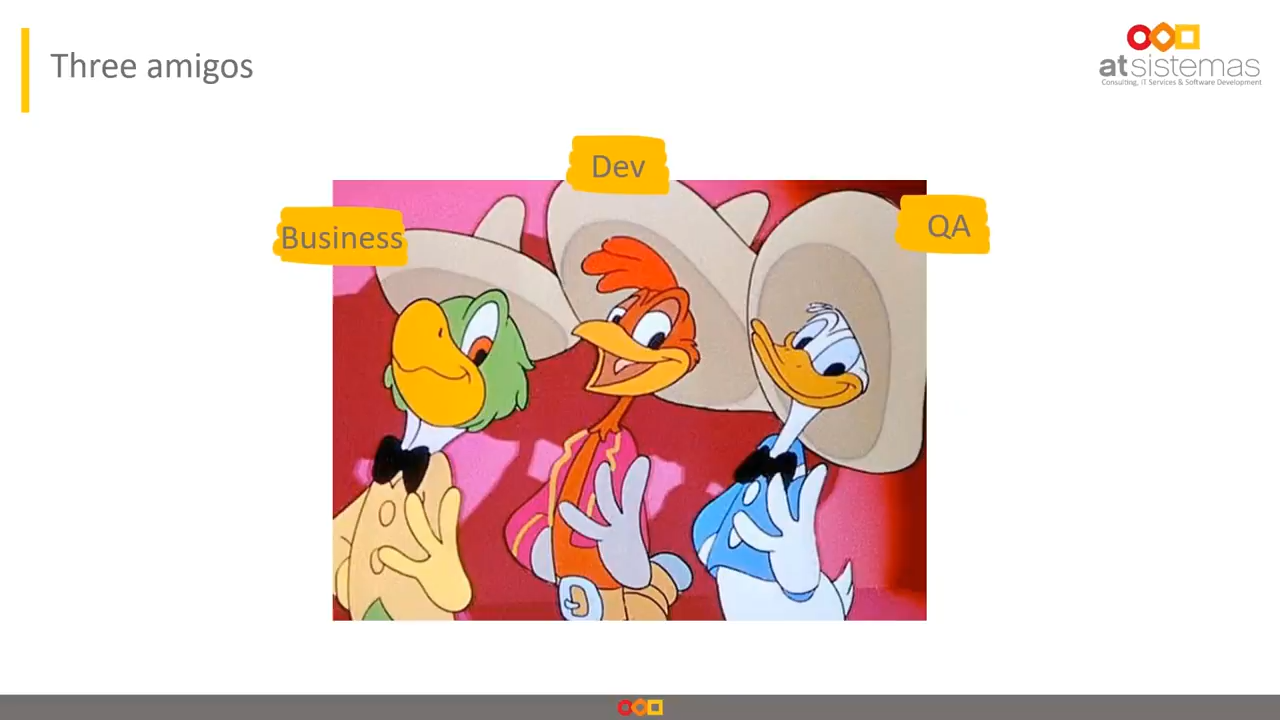 Three amigos
atsistemas
Consulting, IT Services & Software Development
Dev
QA
Business